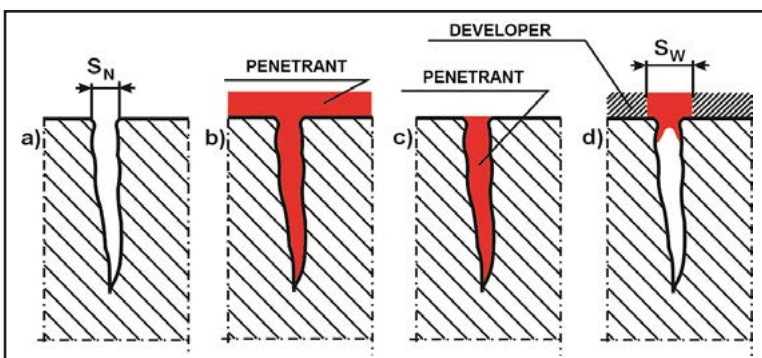 DEVELOPER
S_N PENETRANT PENETRANT S_W
a) b) c) d)